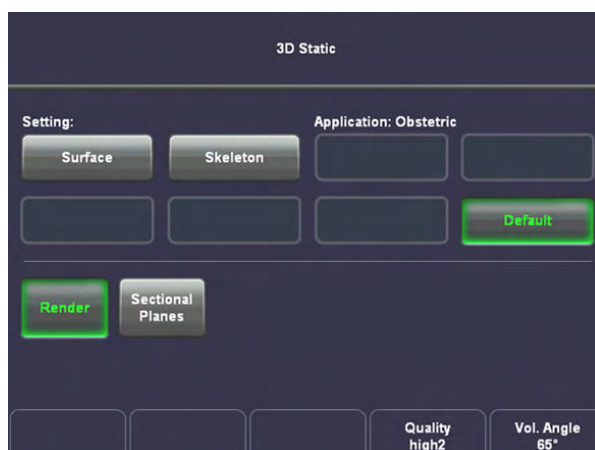 3D Static
Setting:
Application: Obstetric
Surface
Skeleton
Default
Render
Sectional
Planes
Quality
high2
Vol. Angle
65°